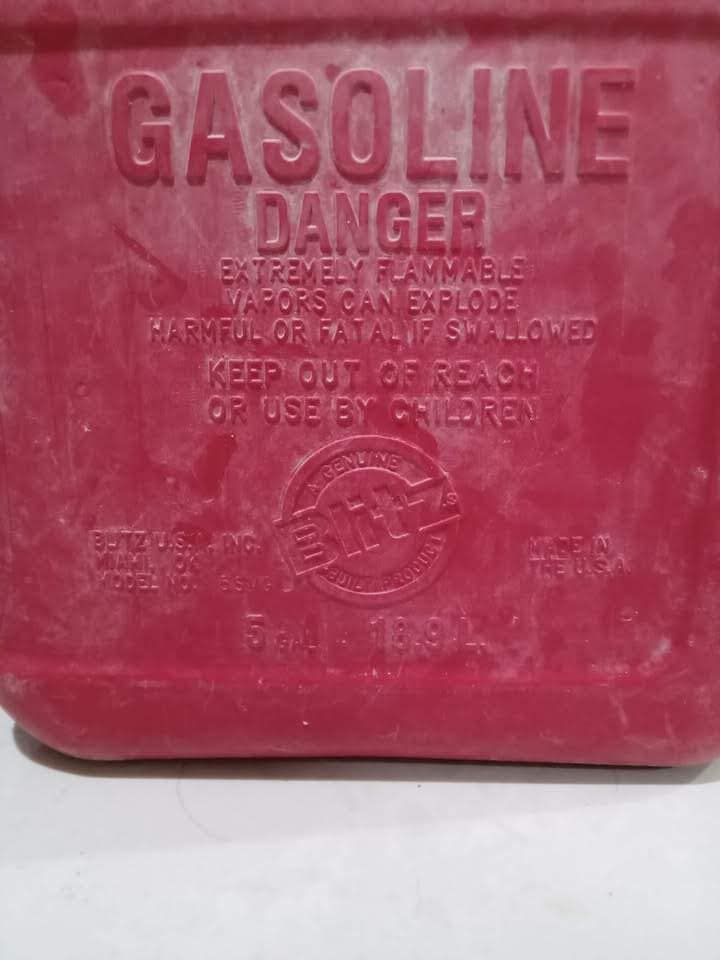 GASOLINE
DANGER
EXTREMELY FLAMMABLE
VAPORS CAN EXPLODE
HARMFUL OR FATAL IF SWALLOWED
KEEP OUT OF REACH
OR USE BY CHILDREN
A GENUINE
Blitz
BUILT PRODUCT
BLITZ U.S.A., INC.
MIAMI, OK
MODEL NO.
MADE IN
THE U.S.A.
5 GAL - 18.9 L